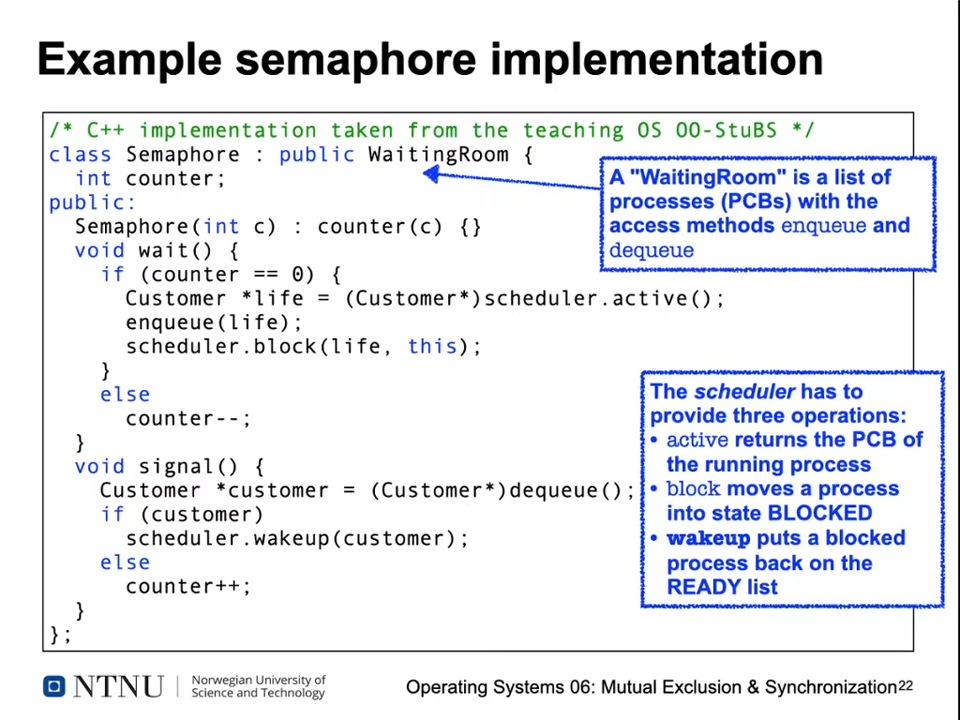 Example semaphore implementation
/* C++ implementation taken from the teaching OS OO-StuBS */
class Semaphore : public WaitingRoom {
  int counter;
public:
  Semaphore(int c) : counter(c) {}
  void wait() {
    if (counter == 0) {
      Customer *life = (Customer*)scheduler.active();
      enqueue(life);
      scheduler.block(life, this);
    }
    else
      counter--;
  }
  void signal() {
    Customer *customer = (Customer*)dequeue();
    if (customer)
      scheduler.wakeup(customer);
    else
      counter++;
  }
};
A "WaitingRoom" is a list of
processes (PCBs) with the
access methods enqueue and
dequeue
The scheduler has to
provide three operations:
• active returns the PCB of
the running process
• block moves a process
into state BLOCKED
• wakeup puts a blocked
process back on the
READY list
NTNU
Norwegian University of
Science and Technology
Operating Systems 06: Mutual Exclusion & Synchronization 22